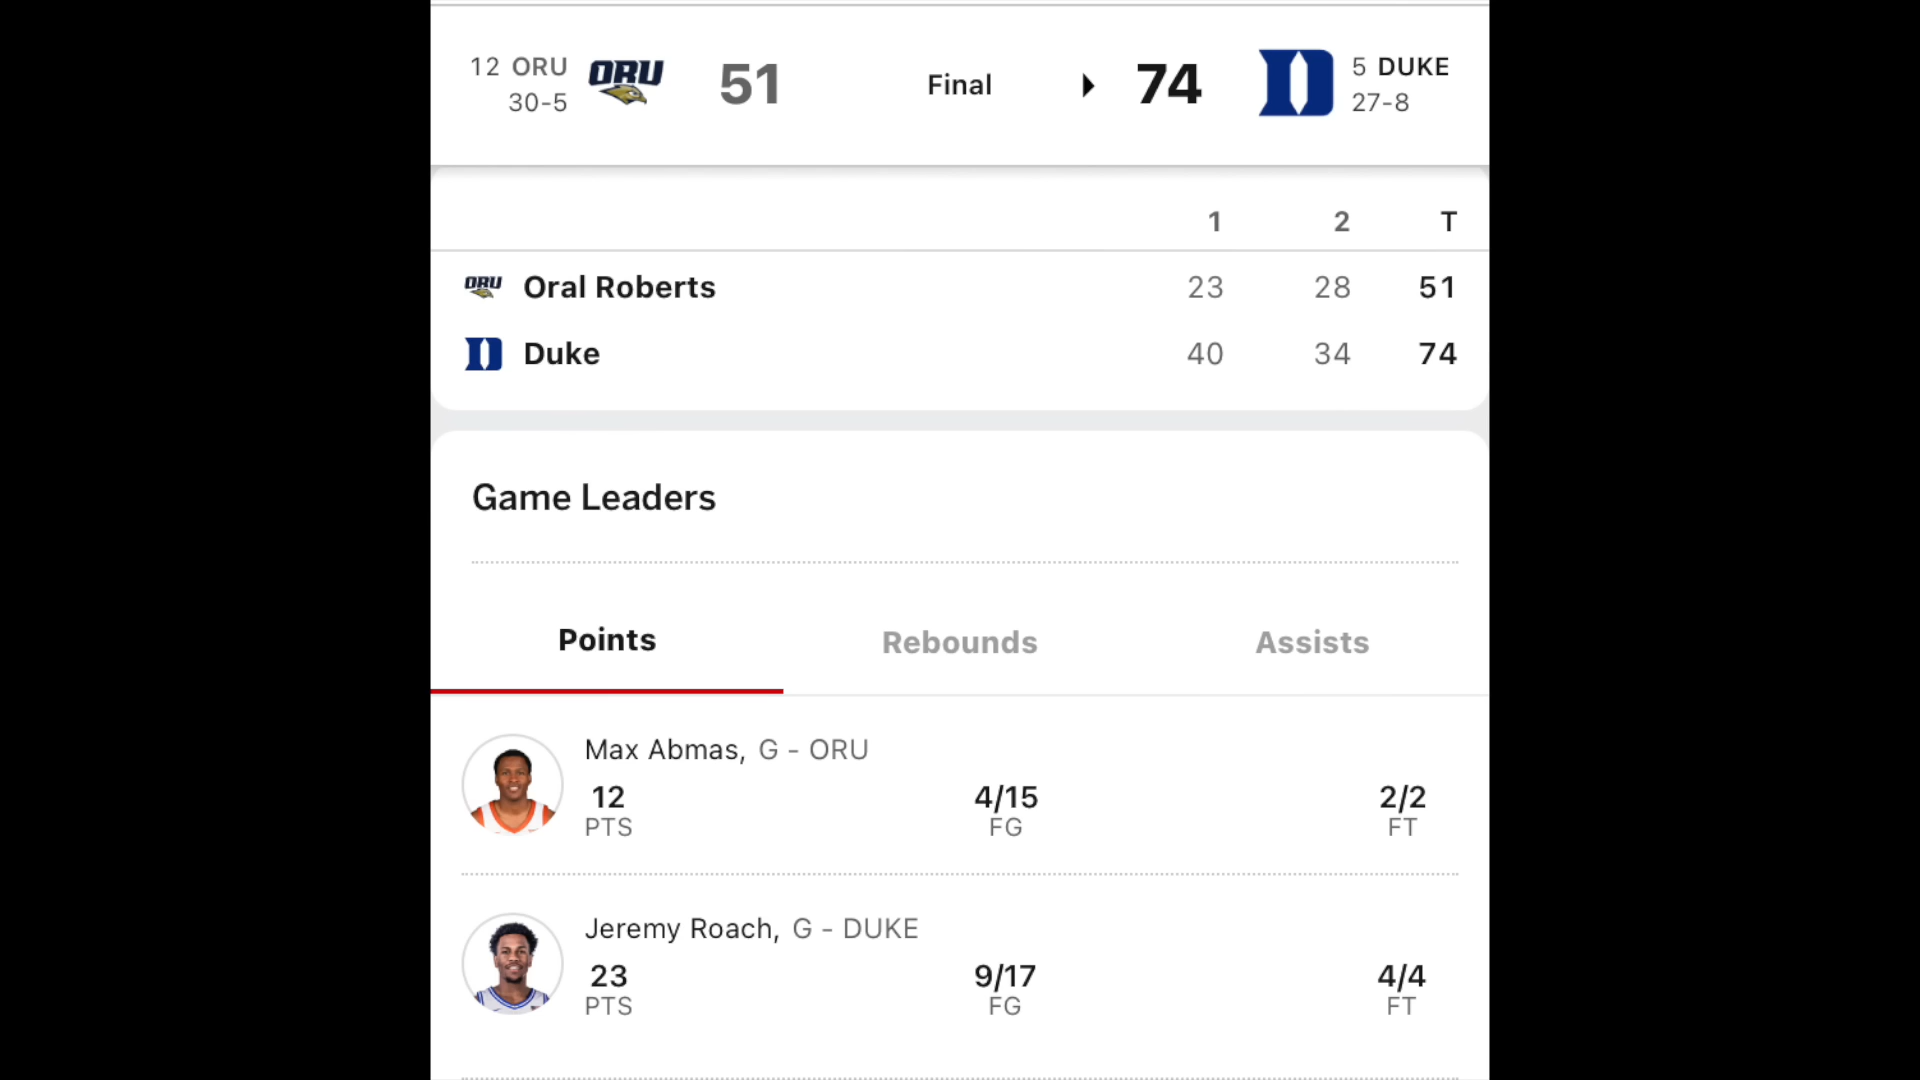 12 ORU ORU 51 Final 74 D 5 DUKE
30-5 27-8
1 2 T
ORU Oral Roberts 23 28 51
D Duke 40 34 74
Game Leaders
Points Rebounds Assists
Max Abmas, G - ORU
12 4/15 2/2
PTS FG FT
Jeremy Roach, G - DUKE
23 9/17 4/4
PTS FG FT